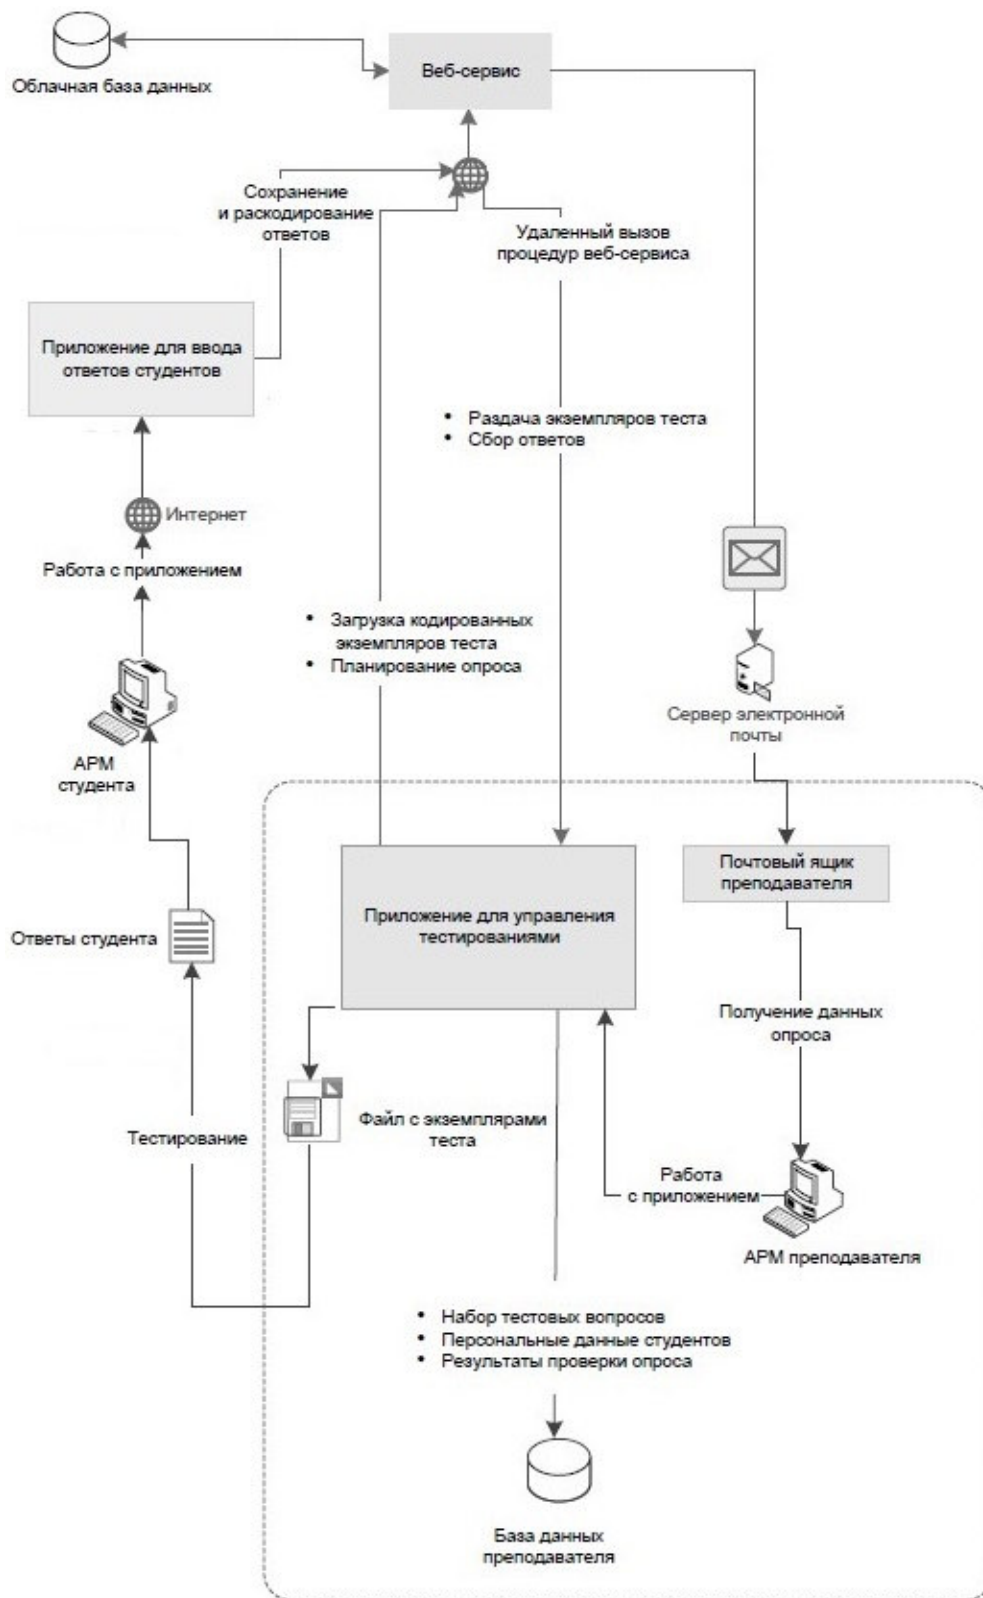 Веб-сервис
Облачная база данных
Сохранение
и раскодирование
ответов
Удаленный вызов
процедур веб-сервиса
Приложение для ввода
ответов студентов
• Раздача экземпляров теста
• Сбор ответов
Интернет
Работа с приложением
• Загрузка кодированных
экземпляров теста
• Планирование опроса
Сервер электронной
почты
АРМ
студента
Почтовый ящик
преподавателя
Приложение для управления
тестированиями
Ответы студента
Получение данных
опроса
Файл с экземплярами
теста
Тестирование
Работа
с приложением
АРМ преподавателя
• Набор тестовых вопросов
• Персональные данные студентов
• Результаты проверки опроса
База данных
преподавателя